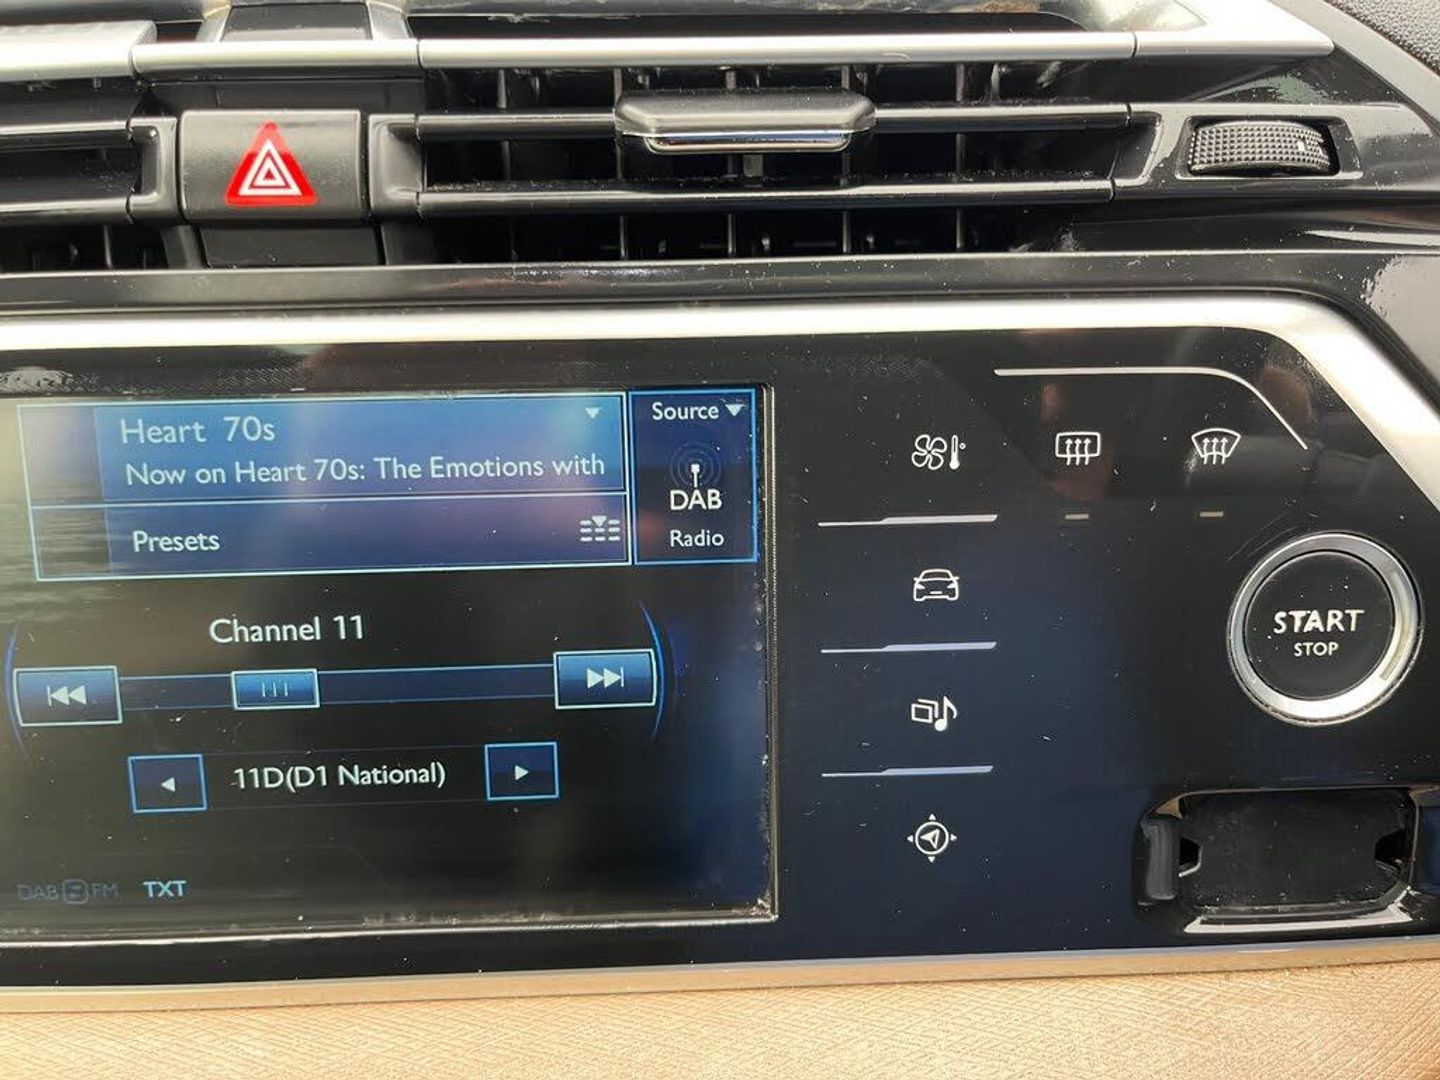 Heart 70s
Now on Heart 70s: The Emotions with
Presets
Source
DAB
Radio
Channel 11
11D(D1 National)
DAB FM
TXT
START
STOP